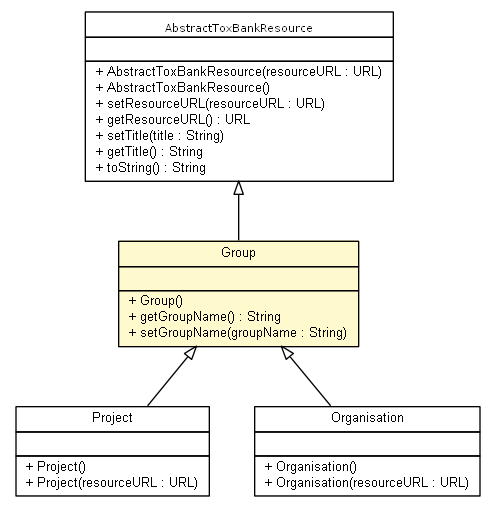 AbstractToxBankResource
+ AbstractToxBankResource(resourceURL : URL)
+ AbstractToxBankResource()
+ setResourceURL(resourceURL : URL)
+ getResourceURL() : URL
+ setTitle(title : String)
+ getTitle() : String
+ toString() : String
Group
+ Group()
+ getGroupName() : String
+ setGroupName(groupName : String)
Project
+ Project()
+ Project(resourceURL : URL)
Organisation
+ Organisation()
+ Organisation(resourceURL : URL)